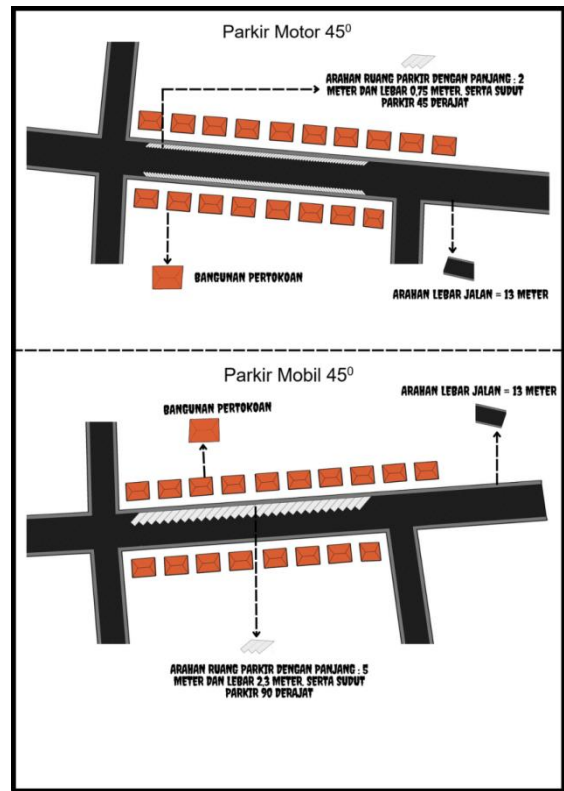 Parkir Motor 45⁰
ARAHAN RUANG PARKIR DENGAN PANJANG : 2
METER DAN LEBAR 0,75 METER. SERTA SUDUT
PARKIR 45 DERAJAT
BANGUNAN PERTOKOAN
ARAHAN LEBAR JALAN = 13 METER
Parkir Mobil 45⁰
ARAHAN LEBAR JALAN = 13 METER
BANGUNAN PERTOKOAN
ARAHAN RUANG PARKIR DENGAN PANJANG : 5
METER DAN LEBAR 2,3 METER. SERTA SUDUT
PARKIR 90 DERAJAT